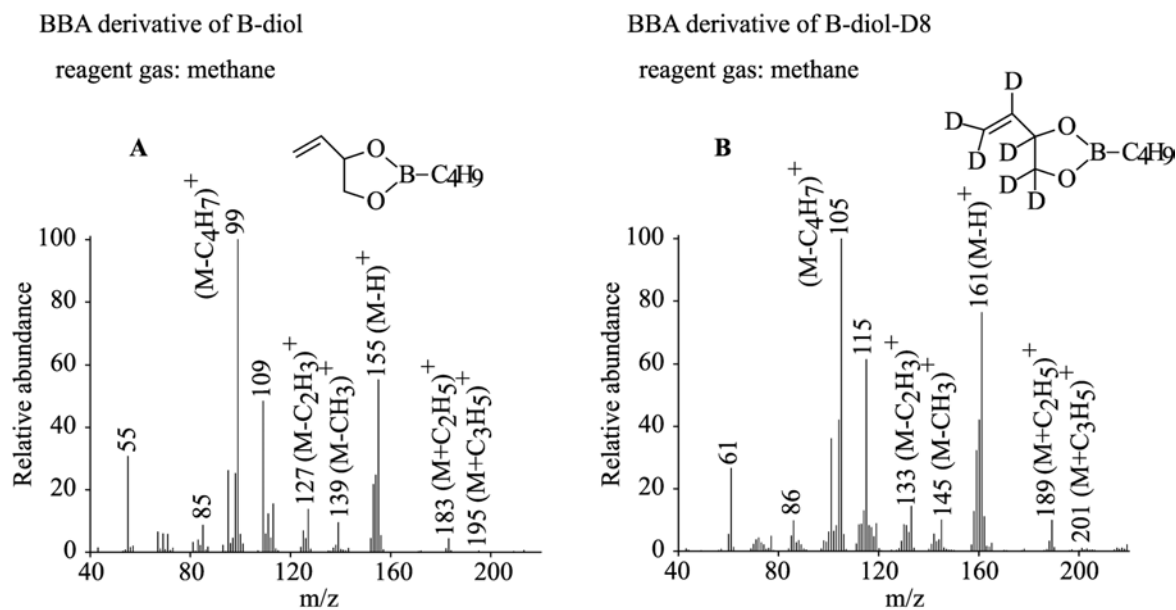 BBA derivative of B-diol
reagent gas: methane
A
O
B-C4H9
O
Relative abundance
100
80
60
40
20
0
55
85
(M-C4H7)+
99
109
127 (M-C2H3)+
139 (M-CH3)+
155 (M-H)+
183 (M+C2H5)+
195 (M+C3H5)+
40
80
120
160
200
m/z
BBA derivative of B-diol-D8
reagent gas: methane
B
D
D
D
D
D
D
O
B-C4H9
O
Relative abundance
100
80
60
40
20
0
61
86
(M-C4H7)+
105
115
133 (M-C2H3)+
145 (M-CH3)+
161(M-H)+
189 (M+C2H5)+
201 (M+C3H5)+
40
80
120
160
200
m/z